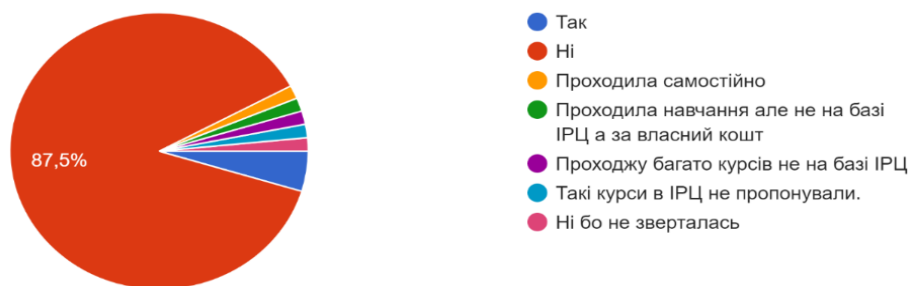 87,5%
Так
Ні
Проходила самостійно
Проходила навчання але не на базі
ІРЦ а за власний кошт
Проходжу багато курсів не на базі ІРЦ
Такі курси в ІРЦ не пропонували.
Ні бо не зверталась